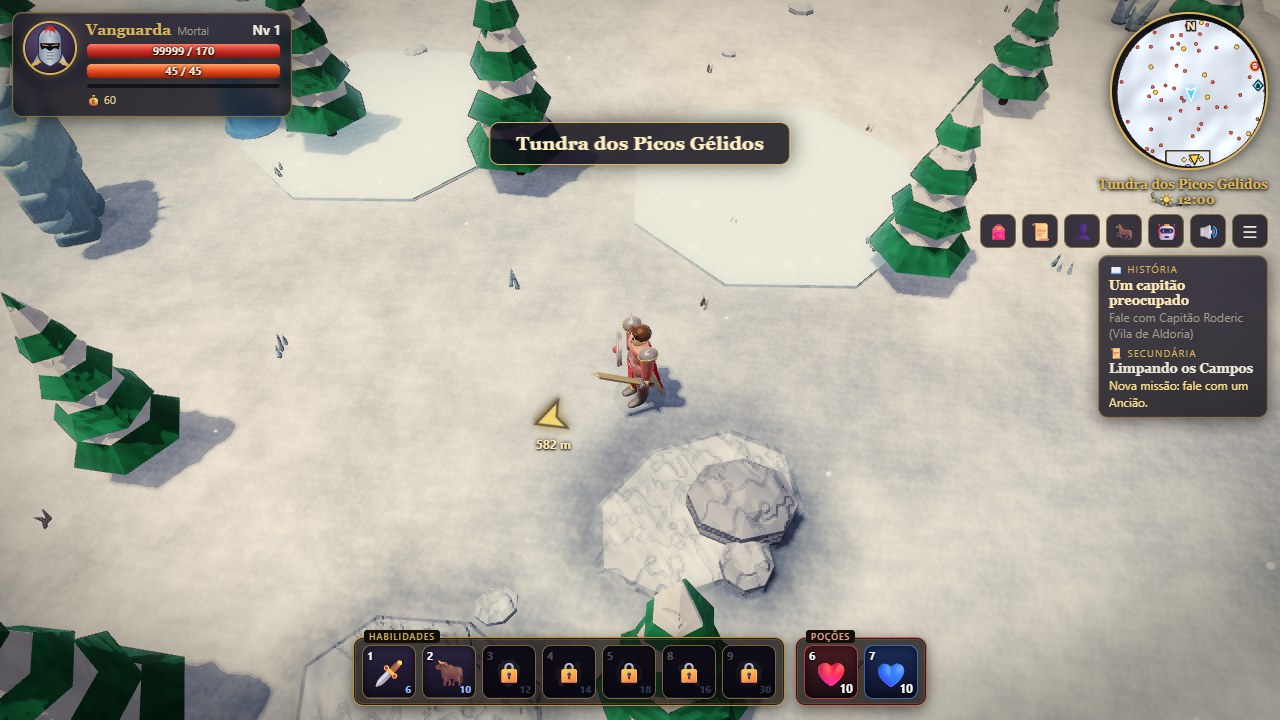 Vanguarda Mortal Nv 1
99999 / 170
45 / 45
60
N
Tundra dos Picos Gélidos
Tundra dos Picos Gélidos
12:00
HISTÓRIA
Um capitão
preocupado
Fale com Capitão Roderic
(Vila de Aldoria)
SECUNDÁRIA
Limpando os Campos
Nova missão: fale com um
Ancião.
582 m
HABILIDADES
1 2 3 4 5 8 9
6 10 12 14 18 16 30
POÇÕES
6 7
10 10